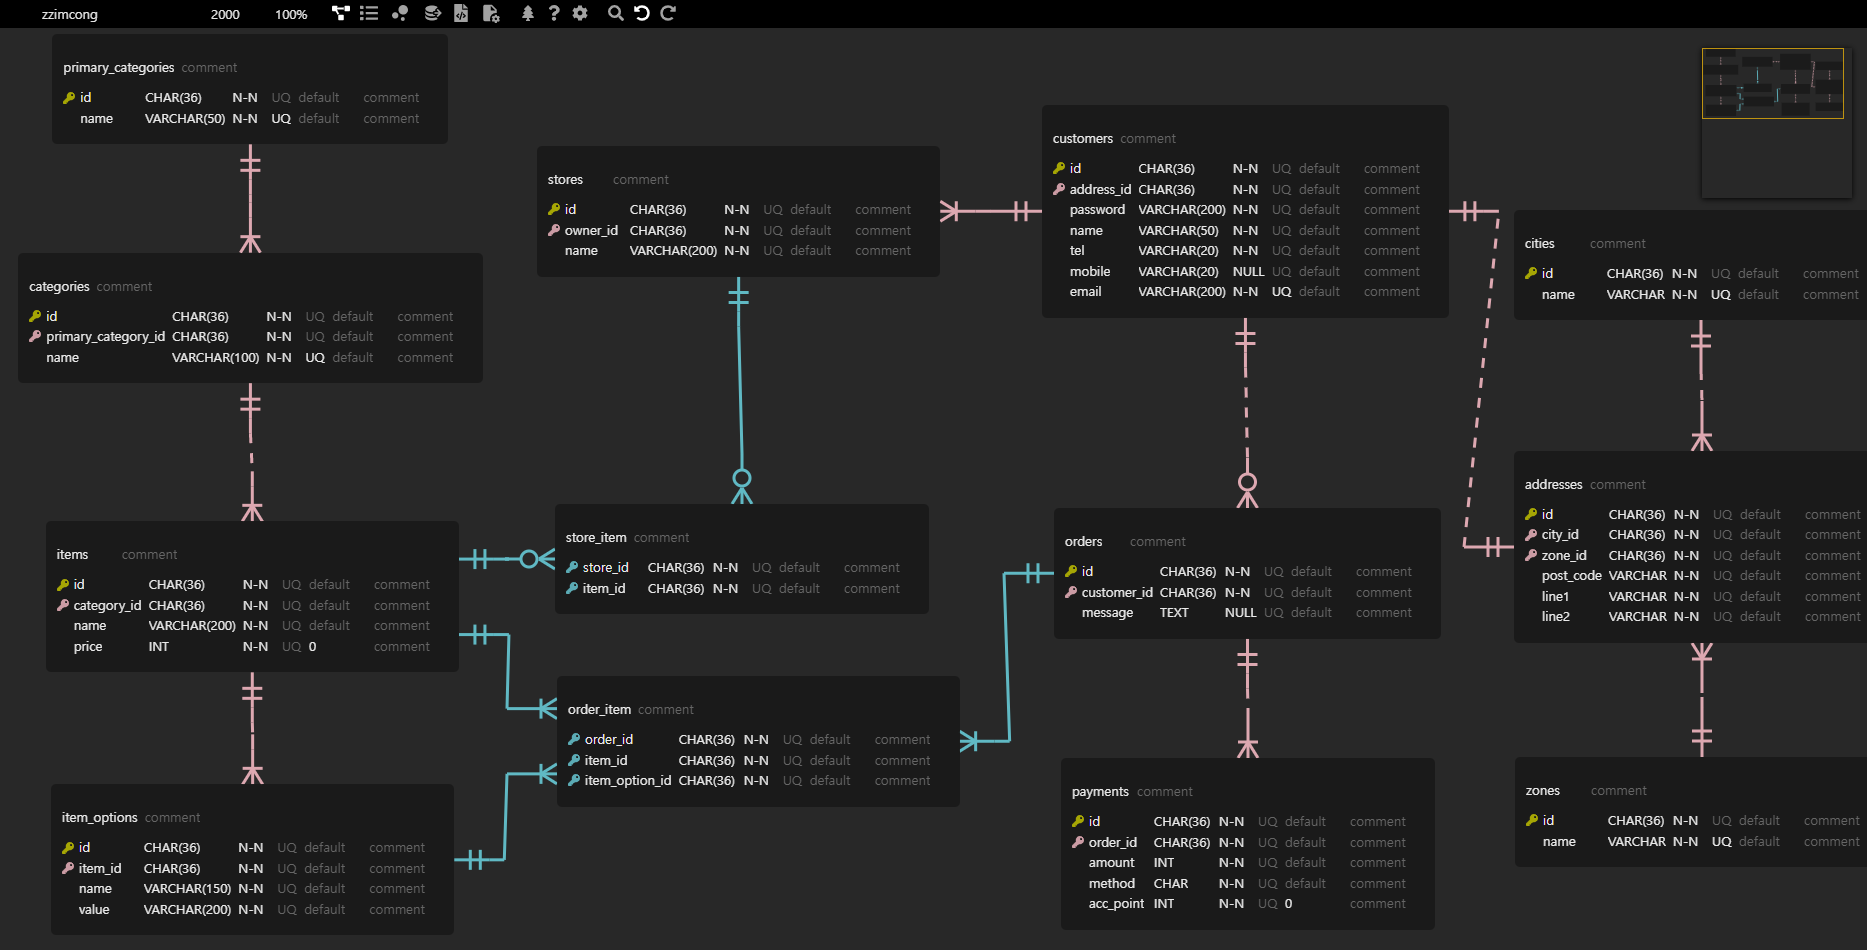 zzimcong 2000 100%
primary_categories comment
id CHAR(36) N-N UQ default comment
name VARCHAR(50) N-N UQ default comment
categories comment
id CHAR(36) N-N UQ default comment
primary_category_id CHAR(36) N-N UQ default comment
name VARCHAR(100) N-N UQ default comment
items comment
id CHAR(36) N-N UQ default comment
category_id CHAR(36) N-N UQ default comment
name VARCHAR(200) N-N UQ default comment
price INT N-N UQ 0 comment
item_options comment
id CHAR(36) N-N UQ default comment
item_id CHAR(36) N-N UQ default comment
name VARCHAR(150) N-N UQ default comment
value VARCHAR(200) N-N UQ default comment
stores comment
id CHAR(36) N-N UQ default comment
owner_id CHAR(36) N-N UQ default comment
name VARCHAR(200) N-N UQ default comment
store_item comment
store_id CHAR(36) N-N UQ default comment
item_id CHAR(36) N-N UQ default comment
order_item comment
order_id CHAR(36) N-N UQ default comment
item_id CHAR(36) N-N UQ default comment
item_option_id CHAR(36) N-N UQ default comment
customers comment
id CHAR(36) N-N UQ default comment
address_id CHAR(36) N-N UQ default comment
password VARCHAR(200) N-N UQ default comment
name VARCHAR(50) N-N UQ default comment
tel VARCHAR(20) N-N UQ default comment
mobile VARCHAR(20) NULL UQ default comment
email VARCHAR(200) N-N UQ default comment
orders comment
id CHAR(36) N-N UQ default comment
customer_id CHAR(36) N-N UQ default comment
message TEXT NULL UQ default comment
payments comment
id CHAR(36) N-N UQ default comment
order_id CHAR(36) N-N UQ default comment
amount INT N-N UQ default comment
method CHAR N-N UQ default comment
acc_point INT N-N UQ 0 comment
cities comment
id CHAR(36) N-N UQ default comment
name VARCHAR N-N UQ default comment
addresses comment
id CHAR(36) N-N UQ default comment
city_id CHAR(36) N-N UQ default comment
zone_id CHAR(36) N-N UQ default comment
post_code VARCHAR N-N UQ default comment
line1 VARCHAR N-N UQ default comment
line2 VARCHAR N-N UQ default comment
zones comment
id CHAR(36) N-N UQ default comment
name VARCHAR N-N UQ default comment